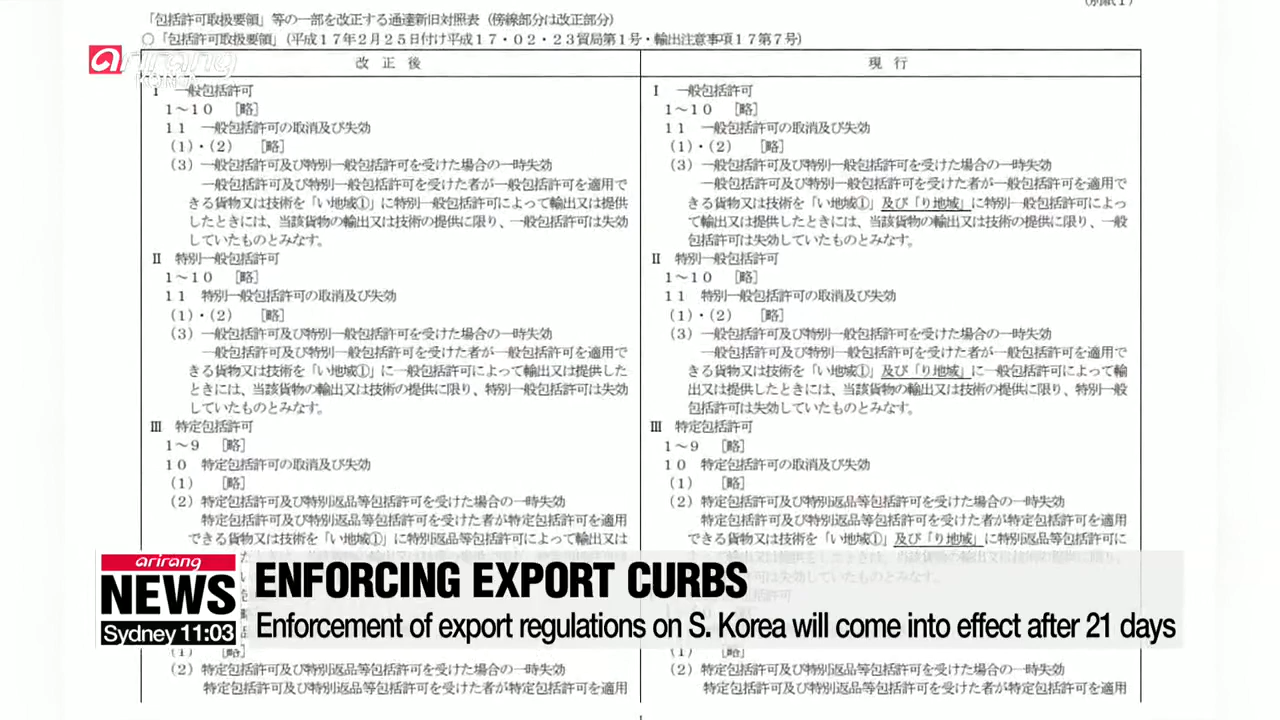 「包括許可取扱要領」等の一部を改正する通達新旧対照表（傍線部分は改正部分）
○「包括許可取扱要領」（平成１７年２月２５日付け平成１７・０２・２３貿局第１号・輸出注意事項１７第７号）
arirang
KOREA
改 正 後
Ⅰ 一般包括許可
１～１０ ［略］
１１ 一般包括許可の取消及び失効
（１）・（２） ［略］
（３）一般包括許可及び特別一般包括許可を受けた場合の一時失効
一般包括許可及び特別一般包括許可を受けた者が一般包括許可を適用で
きる貨物又は技術を「い地域①」に特別一般包括許可によって輸出又は提供
したときには、当該貨物の輸出又は技術の提供に限り、一般包括許可は失効
していたものとみなす。
Ⅱ 特別一般包括許可
１～１０ ［略］
１１ 特別一般包括許可の取消及び失効
（１）・（２） ［略］
（３）一般包括許可及び特別一般包括許可を受けた場合の一時失効
一般包括許可及び特別一般包括許可を受けた者が一般包括許可を適用で
きる貨物又は技術を「い地域①」に一般包括許可によって輸出又は提供した
ときには、当該貨物の輸出又は技術の提供に限り、特別一般包括許可は失効
していたものとみなす。
Ⅲ 特定包括許可
１～９ ［略］
１０ 特定包括許可の取消及び失効
（１） ［略］
（２）特定包括許可及び特別返品等包括許可を受けた場合の一時失効
特定包括許可及び特別返品等包括許可を受けた者が特定包括許可を適用
できる貨物又は技術を「い地域①」に特別返品等包括許可によって輸出又は
（１） ［略］
（２）特定包括許可及び特別返品等包括許可を受けた場合の一時失効
特定包括許可及び特別返品等包括許可を受けた者が特定包括許可を適用
現 行
Ⅰ 一般包括許可
１～１０ ［略］
１１ 一般包括許可の取消及び失効
（１）・（２） ［略］
（３）一般包括許可及び特別一般包括許可を受けた場合の一時失効
一般包括許可及び特別一般包括許可を受けた者が一般包括許可を適用で
きる貨物又は技術を「い地域①」及び「り地域」に特別一般包括許可によっ
て輸出又は提供したときには、当該貨物の輸出又は技術の提供に限り、一般
包括許可は失効していたものとみなす。
Ⅱ 特別一般包括許可
１～１０ ［略］
１１ 特別一般包括許可の取消及び失効
（１）・（２） ［略］
（３）一般包括許可及び特別一般包括許可を受けた場合の一時失効
一般包括許可及び特別一般包括許可を受けた者が一般包括許可を適用で
きる貨物又は技術を「い地域①」及び「り地域」に一般包括許可によって輸
出又は提供したときには、当該貨物の輸出又は技術の提供に限り、特別一般
包括許可は失効していたものとみなす。
Ⅲ 特定包括許可
１～９ ［略］
１０ 特定包括許可の取消及び失効
（１） ［略］
（２）特定包括許可及び特別返品等包括許可を受けた場合の一時失効
特定包括許可及び特別返品等包括許可を受けた者が特定包括許可を適用
できる貨物又は技術を「い地域①」及び「り地域」に特別返品等包括許可に
（１） ［略］
（２）特定包括許可及び特別返品等包括許可を受けた場合の一時失効
特定包括許可及び特別返品等包括許可を受けた者が特定包括許可を適用
arirang
NEWS
Sydney 11:03
ENFORCING EXPORT CURBS
Enforcement of export regulations on S. Korea will come into effect after 21 days